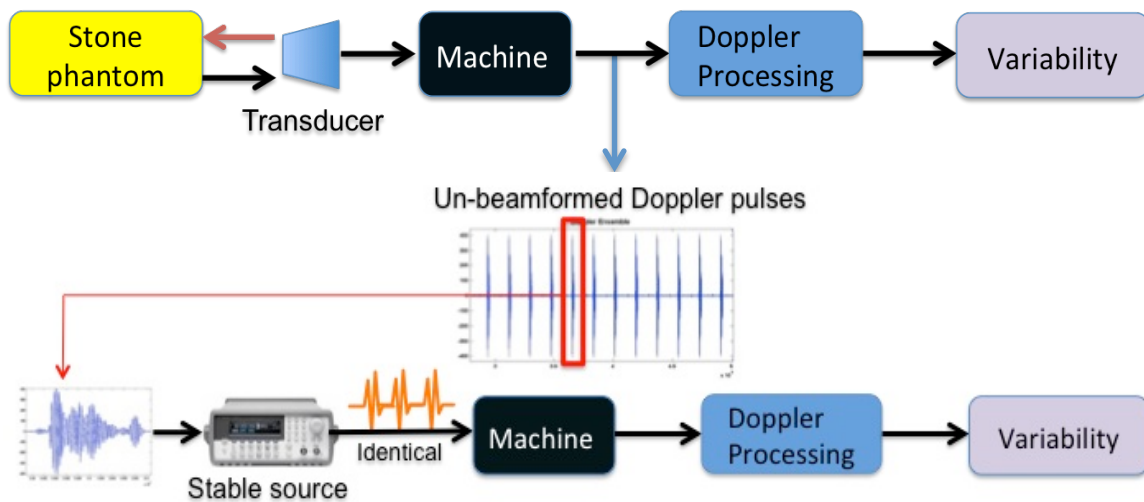 Stone
phantom
Transducer
Machine
Doppler
Processing
Variability
Un-beamformed Doppler pulses
Identical
Stable source
Machine
Doppler
Processing
Variability